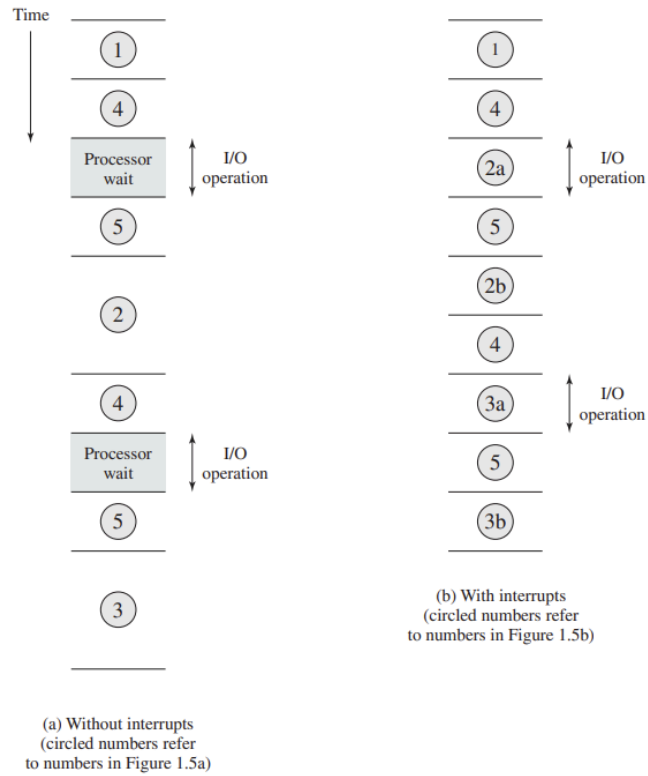 Time
1
4
Processor
wait
I/O
operation
5
2
4
Processor
wait
I/O
operation
5
3
(a) Without interrupts
(circled numbers refer
to numbers in Figure 1.5a)
1
4
2a
I/O
operation
5
2b
4
3a
I/O
operation
5
3b
(b) With interrupts
(circled numbers refer
to numbers in Figure 1.5b)